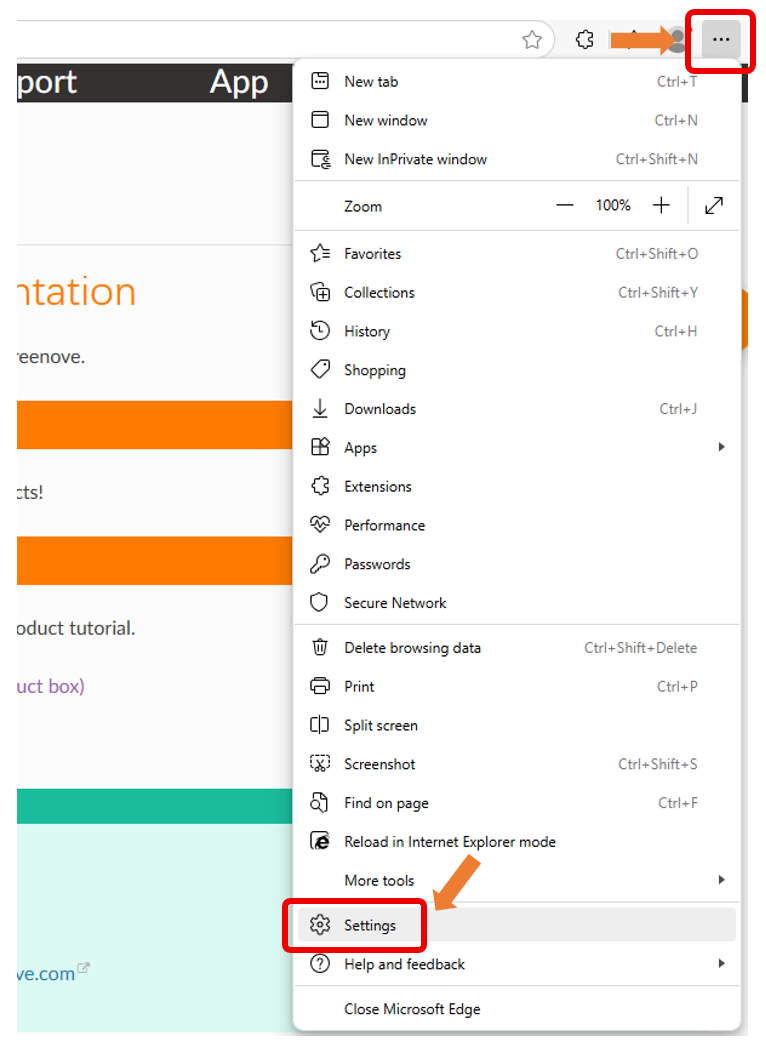 port App
New tab Ctrl+T
New window Ctrl+N
New InPrivate window Ctrl+Shift+N
Zoom 100%
ntation
Favorites Ctrl+Shift+O
Collections Ctrl+Shift+Y
History Ctrl+H
reenove.
Shopping
Downloads Ctrl+J
Apps
Extensions
cts!
Performance
Passwords
Secure Network
oduct tutorial.
Delete browsing data Ctrl+Shift+Delete
uct box)
Print Ctrl+P
Split screen
Screenshot Ctrl+Shift+S
Find on page Ctrl+F
Reload in Internet Explorer mode
More tools
Settings
Help and feedback
ve.com
Close Microsoft Edge